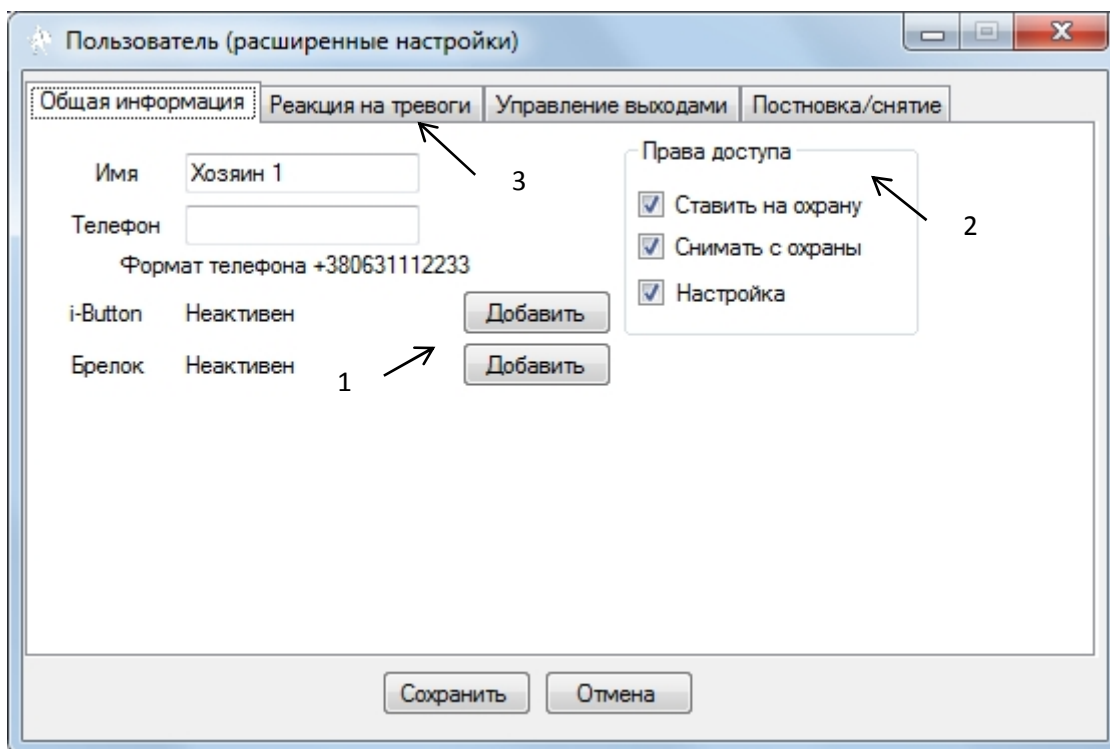 Пользователь (расширенные настройки)
Общая информация Реакция на тревоги Управление выходами Постновка/снятие
Имя Хозяин 1
Телефон
Формат телефона +380631112233
i-Button Неактивен Добавить
Брелок Неактивен Добавить
1
Права доступа
Ставить на охрану
Снимать с охраны
Настройка
2
3
Сохранить Отмена